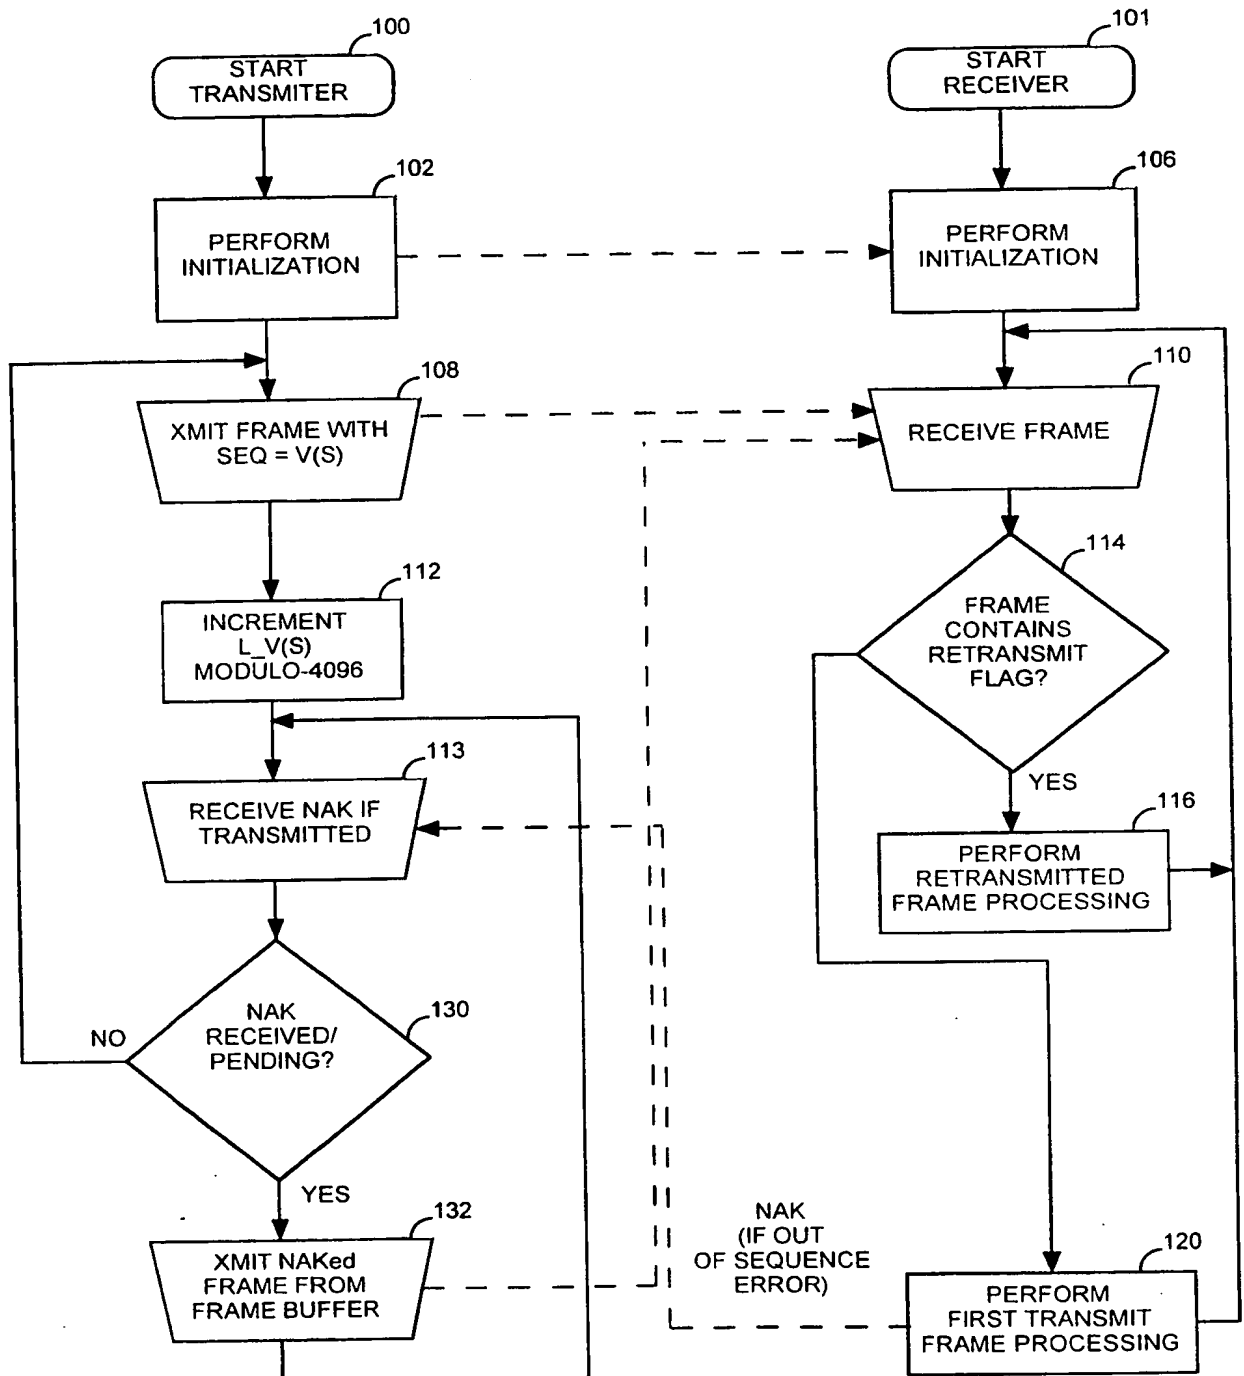 100
START
TRANSMITER
102
PERFORM
INITIALIZATION
108
XMIT FRAME WITH
SEQ = V(S)
112
INCREMENT
L_V(S)
MODULO-4096
113
RECEIVE NAK IF
TRANSMITTED
130
NAK
RECEIVED/
PENDING?
NO
YES
132
XMIT NAKed
FRAME FROM
FRAME BUFFER
101
START
RECEIVER
106
PERFORM
INITIALIZATION
110
RECEIVE FRAME
114
FRAME
CONTAINS
RETRANSMIT
FLAG?
YES
116
PERFORM
RETRANSMITTED
FRAME PROCESSING
NAK
(IF OUT
OF SEQUENCE
ERROR)
120
PERFORM
FIRST TRANSMIT
FRAME PROCESSING